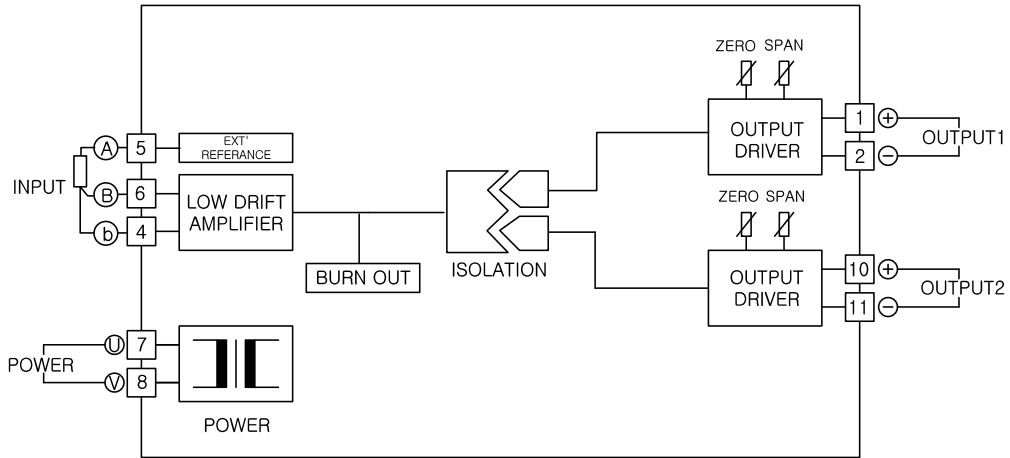 ZERO SPAN
OUTPUT
DRIVER
1
+
2
−
OUTPUT1
INPUT
A
5
EXT'
REFERANCE
B
6
b
4
LOW DRIFT
AMPLIFIER
BURN OUT
ISOLATION
ZERO SPAN
OUTPUT
DRIVER
10
+
11
−
OUTPUT2
POWER
U
7
V
8
POWER